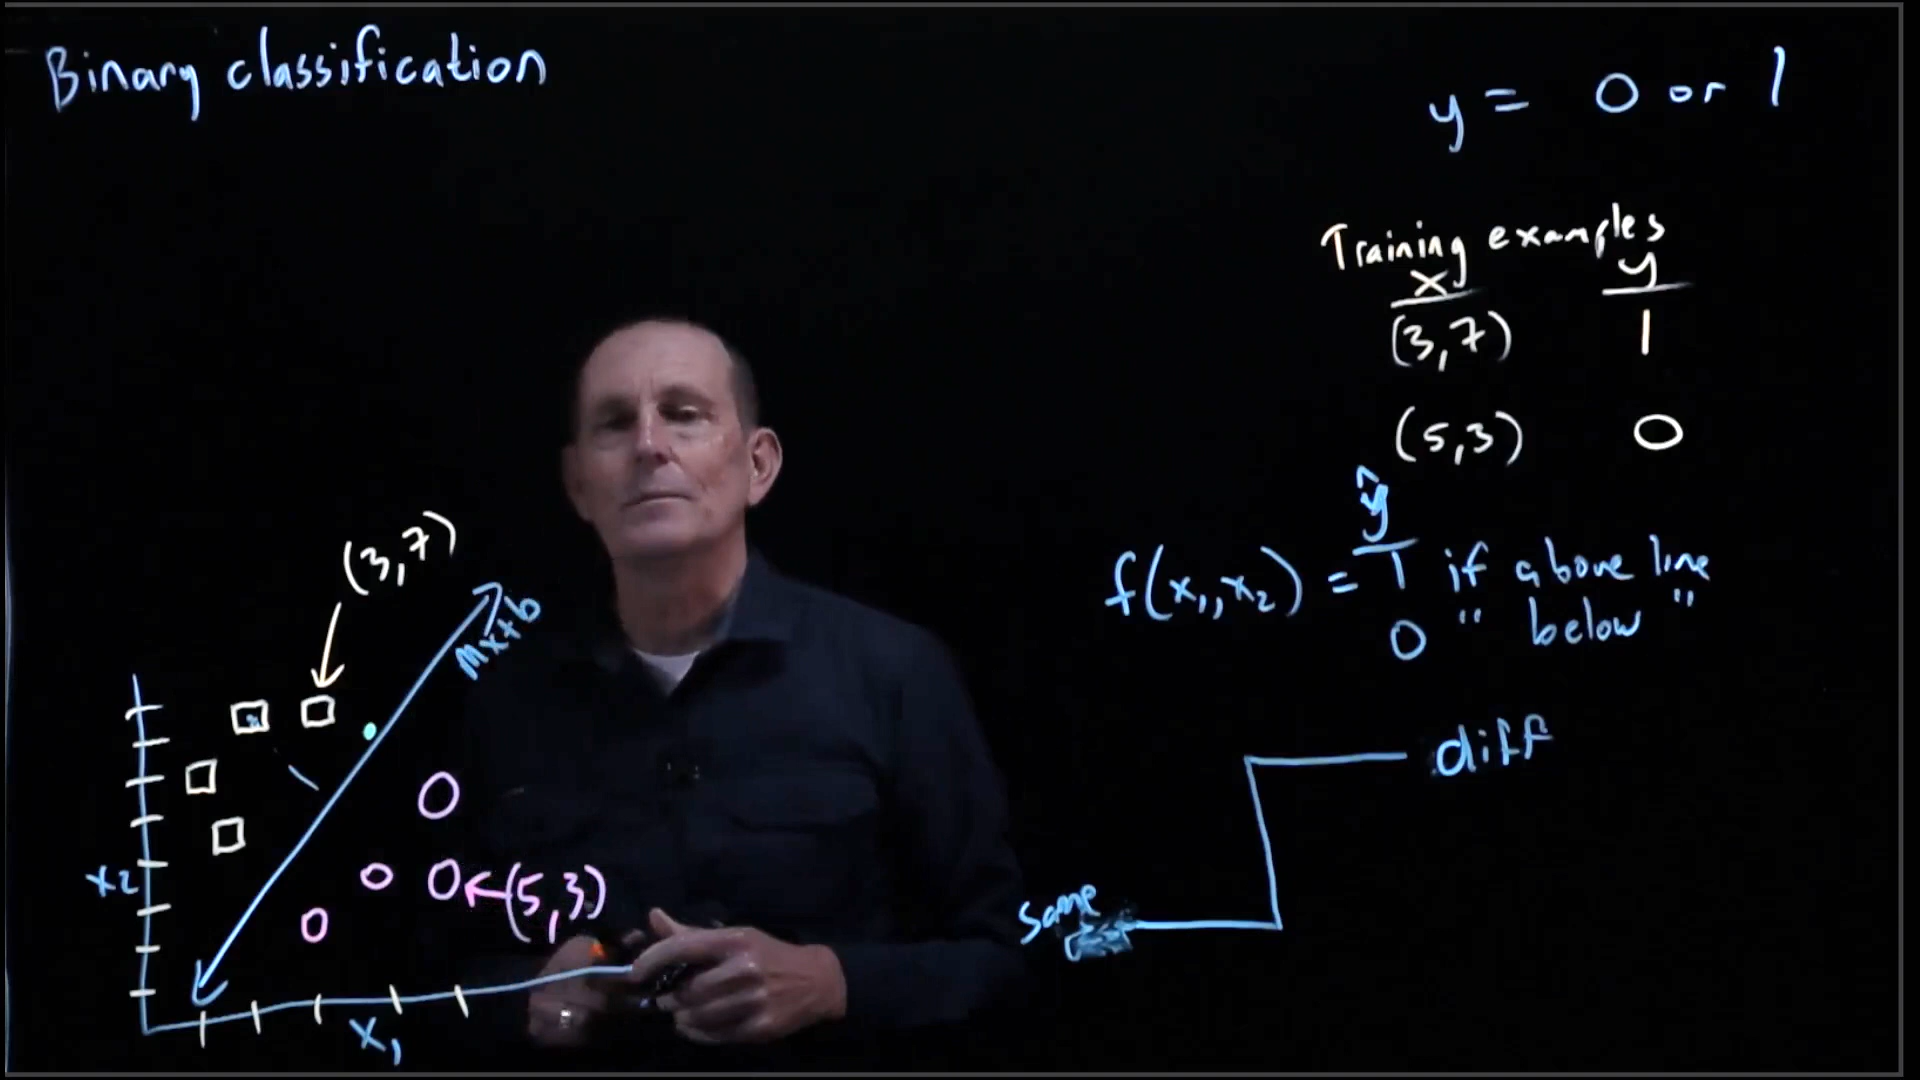 Binary classification
y = 0 or 1
Training examples
x y
(3,7) 1
(5,3) 0
ŷ
f(x₁,x₂) = 1 if above line
0 " below "
(3,7)
mx+b
diff
x₂
(5,3)
same
x₁